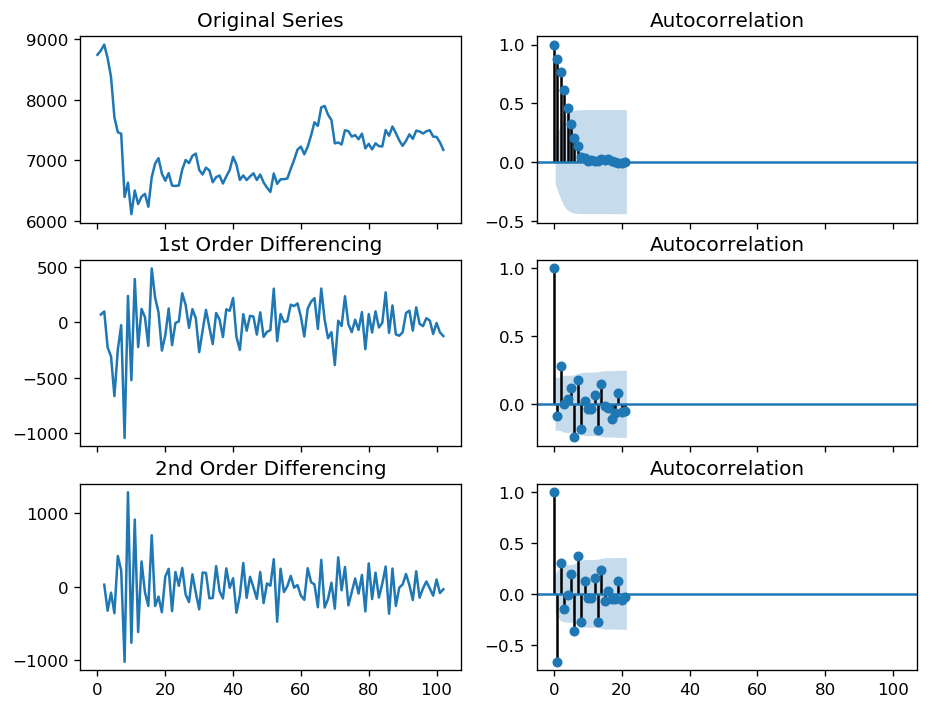 Original Series
Autocorrelation
9000
8000
7000
6000
1.0
0.5
0.0
−0.5
1st Order Differencing
Autocorrelation
500
0
−500
−1000
1.0
0.5
0.0
2nd Order Differencing
Autocorrelation
1000
0
−1000
1.0
0.5
0.0
−0.5
0 20 40 60 80 100
0 20 40 60 80 100